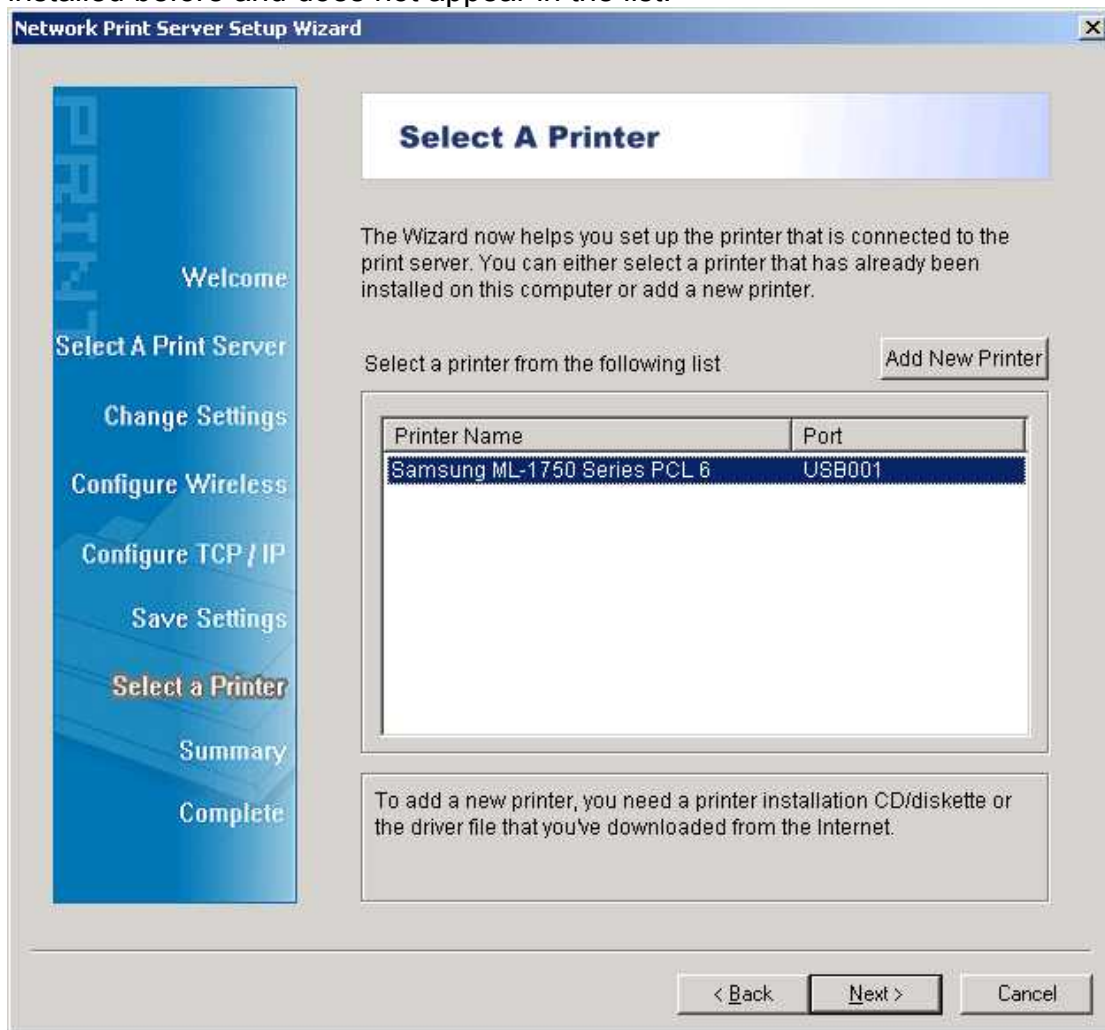 installed before and does not appear in the list.
Network Print Server Setup Wizard
PRINT
Select A Printer
The Wizard now helps you set up the printer that is connected to the
print server. You can either select a printer that has already been
installed on this computer or add a new printer.
Welcome
Select A Print Server
Change Settings
Configure Wireless
Configure TCP / IP
Save Settings
Select a Printer
Summary
Complete
Select a printer from the following list
Add New Printer
Printer Name Port
Samsung ML-1750 Series PCL 6 USB001
To add a new printer, you need a printer installation CD/diskette or
the driver file that you've downloaded from the Internet.
< Back Next > Cancel